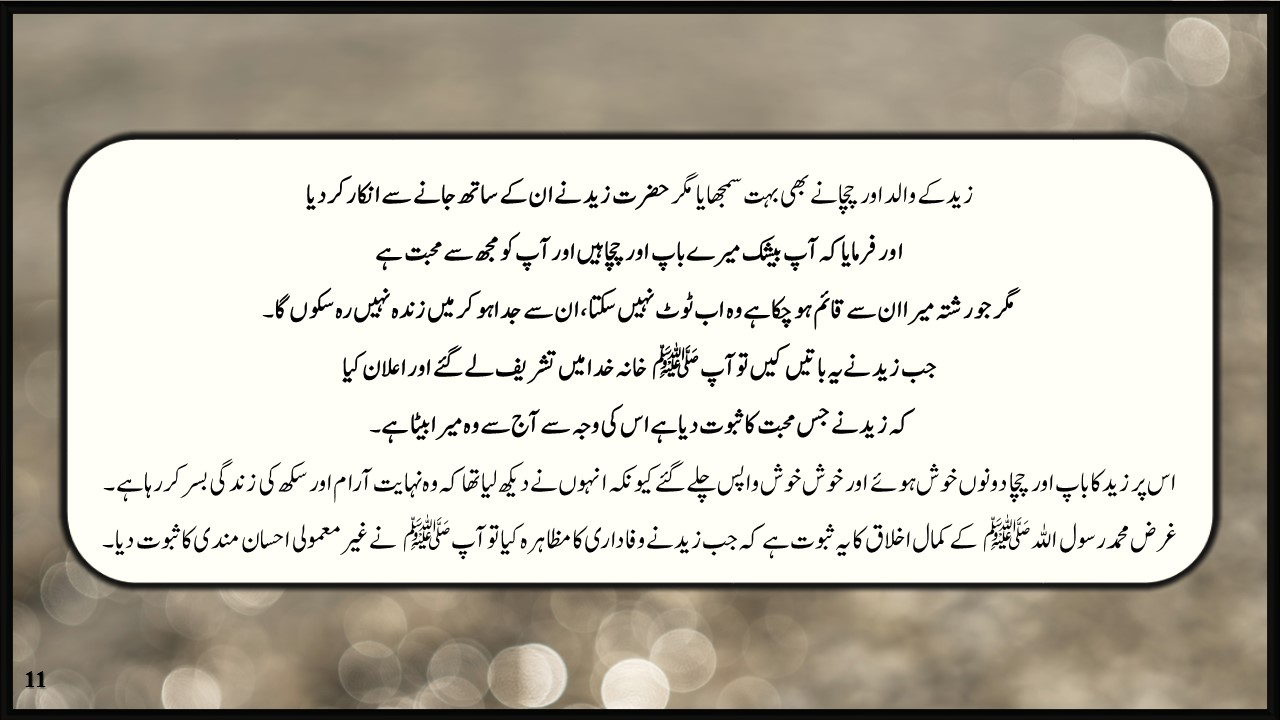 زید کے والد اور چچا نے بھی بہت سمجھایا مگر حضرت زید نے ان کے ساتھ جانے سے انکار کر دیا
اور فرمایا کہ آپ بیشک میرے باپ اور چچا ہیں اور آپ کو مجھ سے محبت ہے
مگر جو رشتہ میرا ان سے قائم ہو چکا ہے وہ اب ٹوٹ نہیں سکتا، ان سے جدا ہو کر میں زندہ نہیں رہ سکوں گا۔
جب زید نے یہ باتیں کیں تو آپ ﷺ خانہ خدا میں تشریف لے گئے اور اعلان کیا
کہ زید نے جس محبت کا ثبوت دیا ہے اس کی وجہ سے آج سے وہ میرا بیٹا ہے۔
اس پر زید کا باپ اور چچا دونوں خوش ہوئے اور خوش خوش واپس چلے گئے کیونکہ انہوں نے دیکھ لیا تھا کہ وہ نہایت آرام اور سکھ کی زندگی بسر کر رہا ہے۔
غرض محمد رسول اللہ ﷺ کے کمال اخلاق کا یہ ثبوت ہے کہ جب زید نے وفاداری کا مظاہرہ کیا تو آپ ﷺ نے غیر معمولی احسان مندی کا ثبوت دیا۔
11